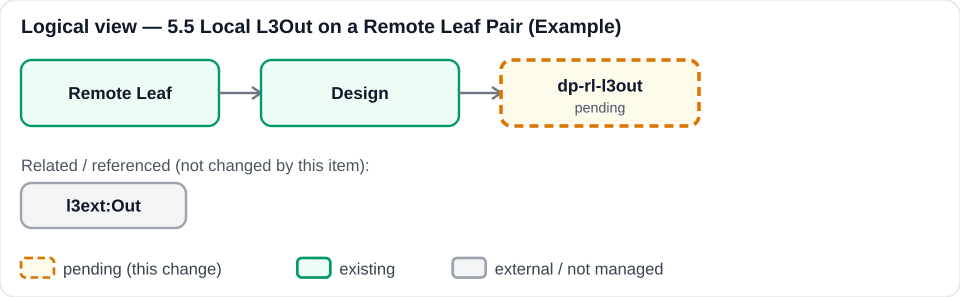 Logical view — 5.5 Local L3Out on a Remote Leaf Pair (Example)
Remote Leaf
Design
dp-rl-l3out
pending
Related / referenced (not changed by this item):
l3ext:Out
pending (this change)
existing
external / not managed